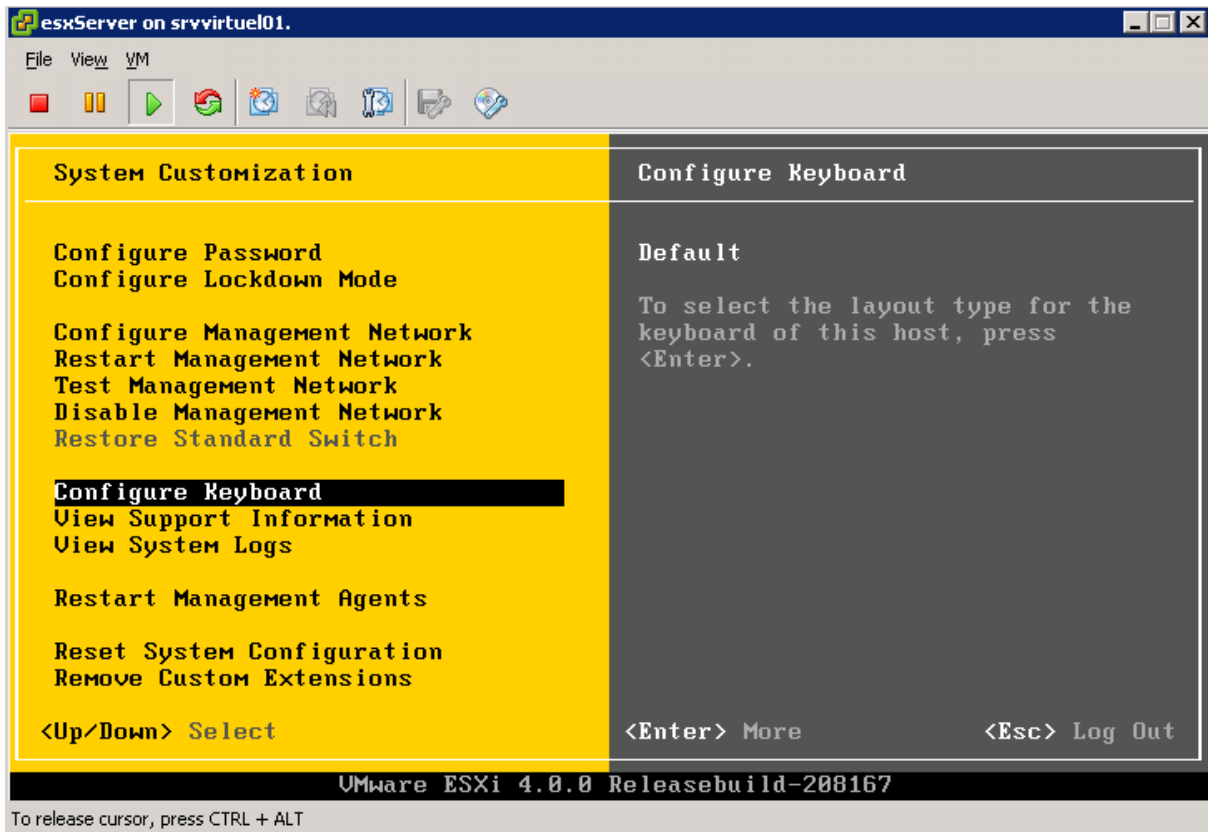 esxServer on srvvirtuel01.
File View VM
System Customization
Configure Password
Configure Lockdown Mode
Configure Management Network
Restart Management Network
Test Management Network
Disable Management Network
Restore Standard Switch
Configure Keyboard
View Support Information
View System Logs
Restart Management Agents
Reset System Configuration
Remove Custom Extensions
<Up/Down> Select
Configure Keyboard
Default
To select the layout type for the
keyboard of this host, press
<Enter>.
<Enter> More <Esc> Log Out
VMware ESXi 4.0.0 Releasebuild-208167
To release cursor, press CTRL + ALT